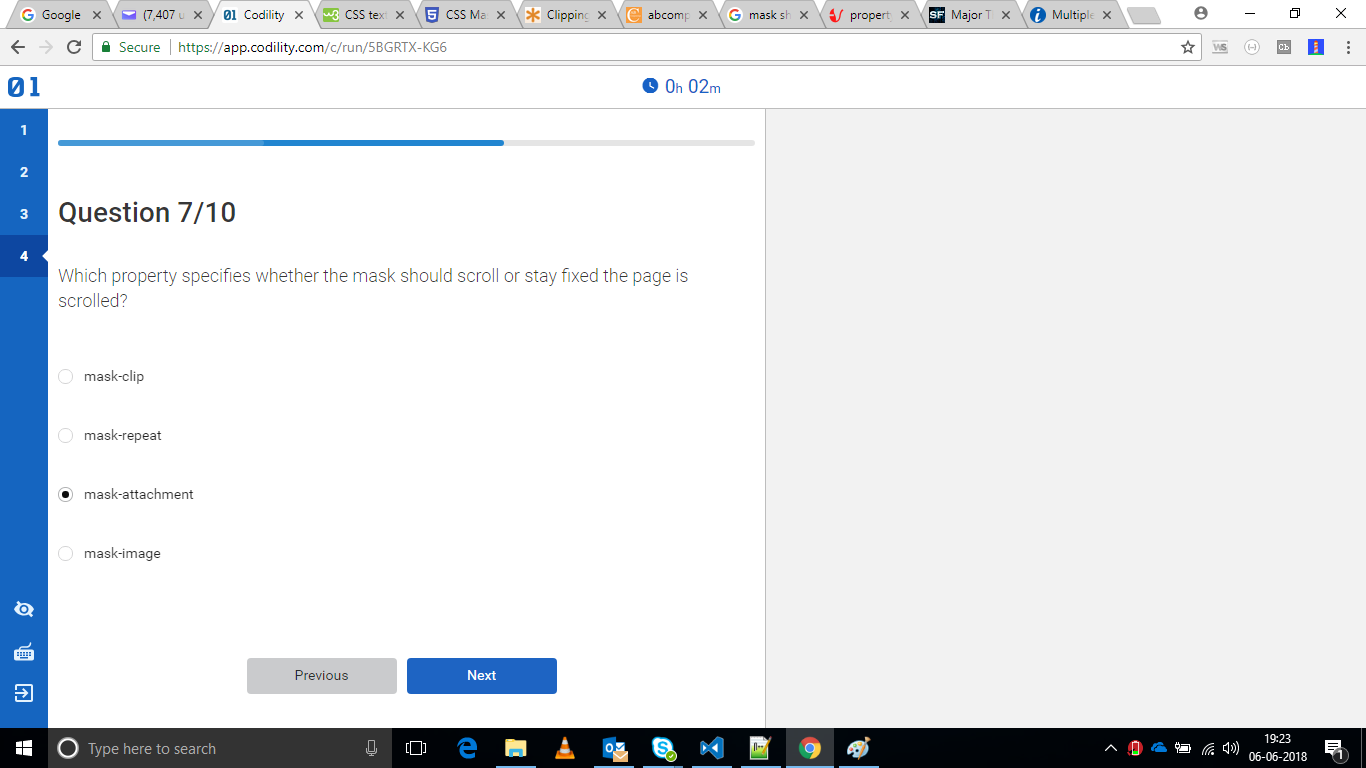 Google
(7,407 u
Codility
CSS tex
CSS Ma
Clipping
abcomp
mask sh
propert
Major T
Multiple
Secure
https://app.codility.com/c/run/5BGRTX-KG6
01
0h 02m
1
2
3
4
Question 7/10
Which property specifies whether the mask should scroll or stay fixed the page is
scrolled?
mask-clip
mask-repeat
mask-attachment
mask-image
Previous
Next
Type here to search
19:23
06-06-2018